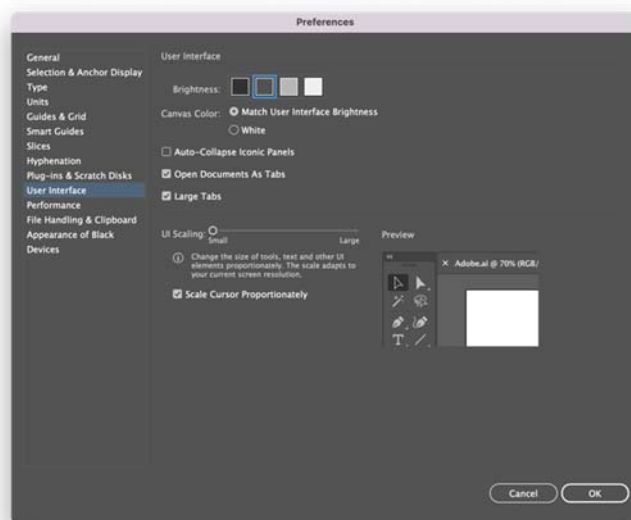 Preferences
General
Selection & Anchor Display
Type
Units
Guides & Grid
Smart Guides
Slices
Hyphenation
Plug-ins & Scratch Disks
User Interface
Performance
File Handling & Clipboard
Appearance of Black
Devices
User Interface
Brightness:
Canvas Color: Match User Interface Brightness
White
Auto-Collapse Iconic Panels
Open Documents As Tabs
Large Tabs
UI Scaling:
Small Large
Change the size of tools, text and other UI
elements proportionately. The scale adapts to
your current screen resolution.
Scale Cursor Proportionately
Preview
Adobe.ai @ 70% (RGB/
Cancel OK